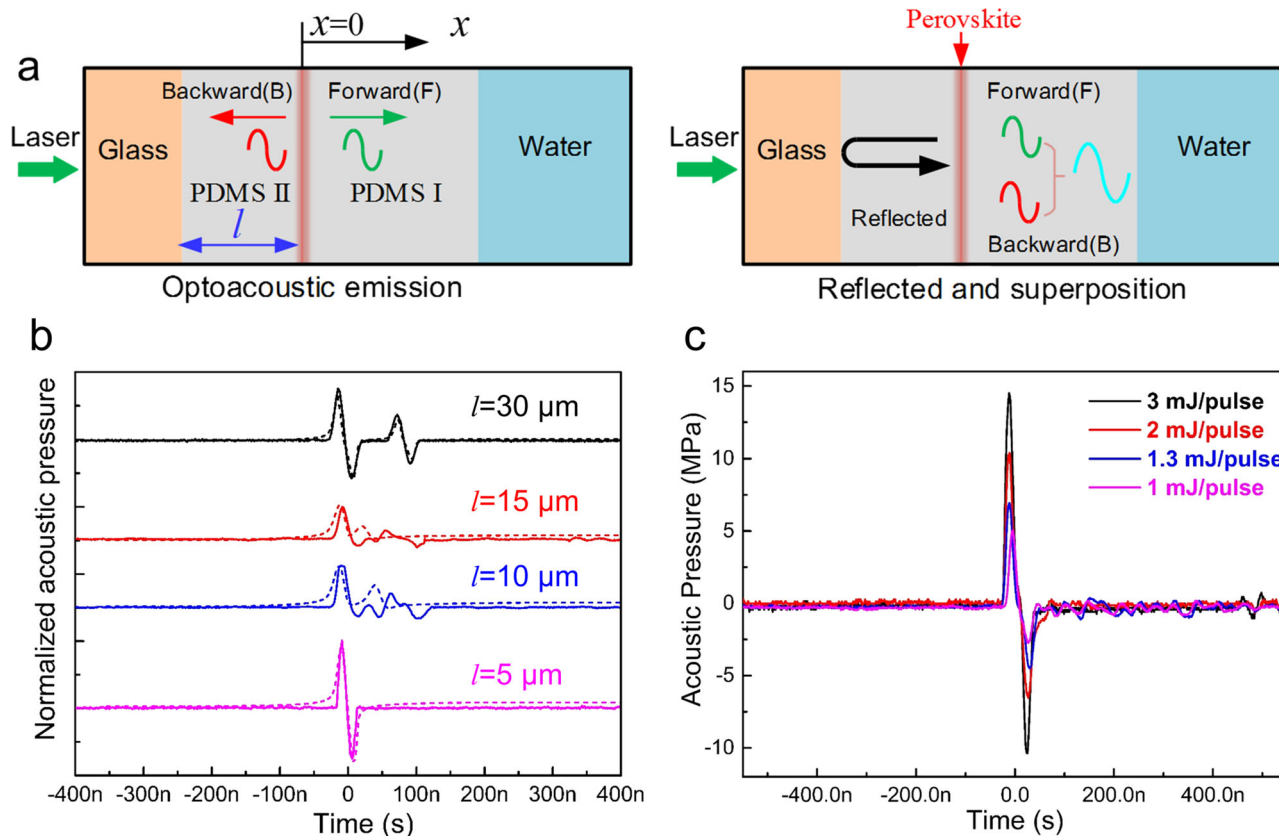 a
x=0
x
Backward(B)
Forward(F)
Laser
Glass
Water
PDMS II
PDMS I
l
Optoacoustic emission
Perovskite
Laser
Glass
Forward(F)
Water
Reflected
Backward(B)
Reflected and superposition
b
Normalized acoustic pressure
l=30 μm
l=15 μm
l=10 μm
l=5 μm
-400n -300n -200n -100n 0 100n 200n 300n 400n
Time (s)
c
Acoustic Pressure (MPa)
15
10
5
0
-5
-10
3 mJ/pulse
2 mJ/pulse
1.3 mJ/pulse
1 mJ/pulse
-400.0n -200.0n 0.0 200.0n 400.0n
Time (s)